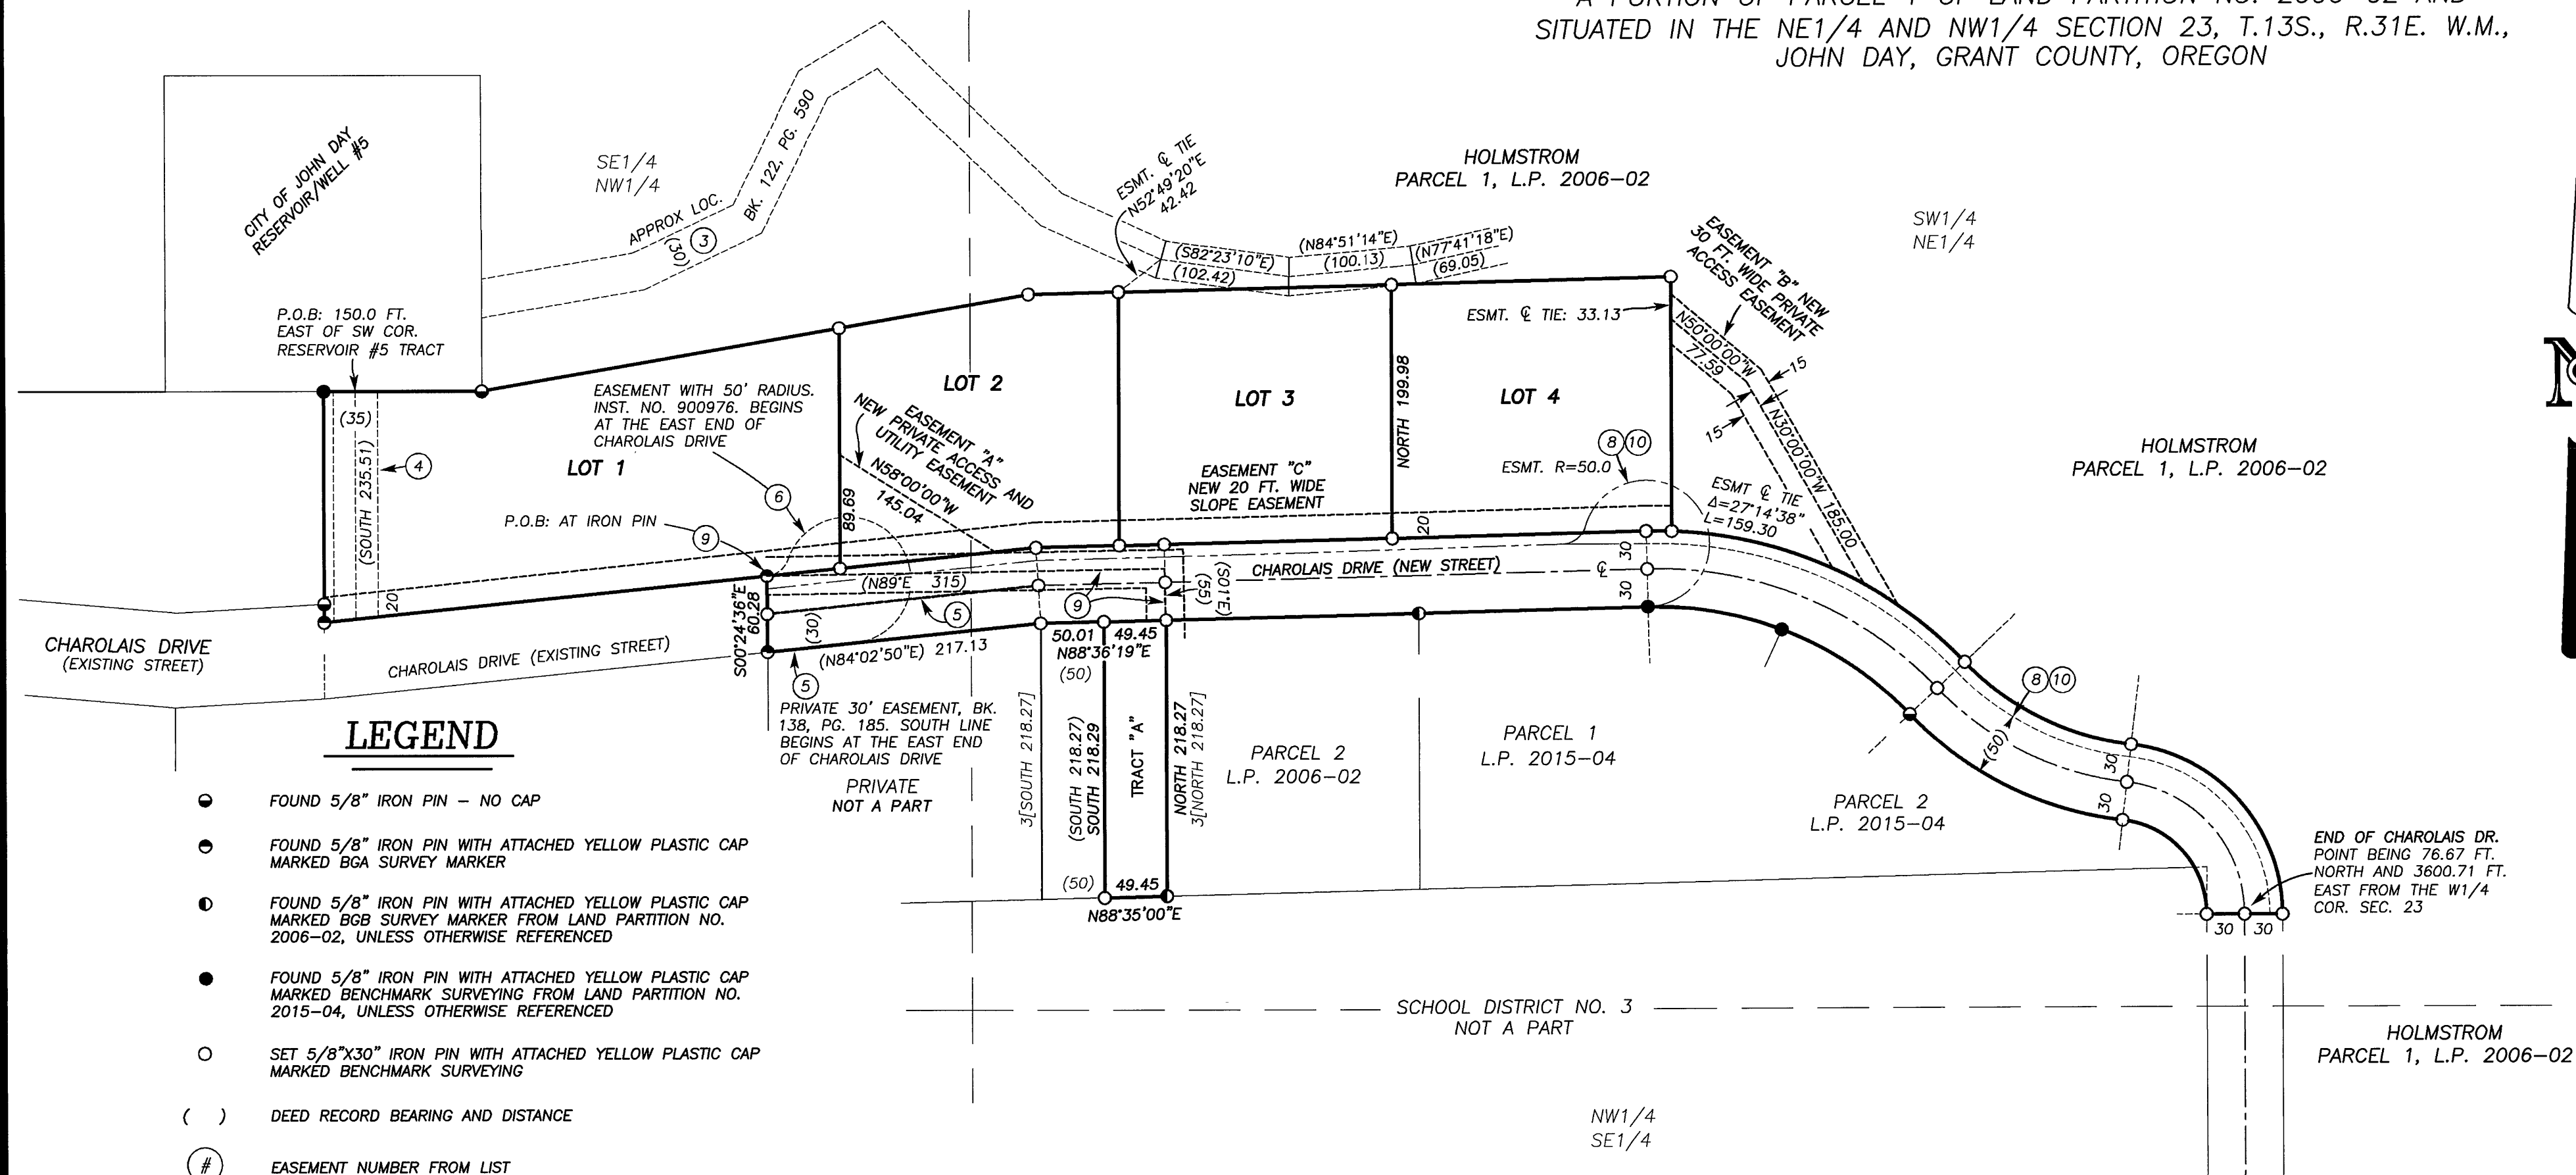 SITUATED IN THE NE1/4 AND NW1/4 SECTION 23, T.13S., R.31E. W.M.,
JOHN DAY, GRANT COUNTY, OREGON
CITY OF JOHN DAY
RESERVOIR/WELL #5
SE1/4
NW1/4
APPROX LOC.
BK. 122, PG. 590
(30)
3
ESMT. ℄ TIE
N52°49'20"E
42.42
HOLMSTROM
PARCEL 1, L.P. 2006-02
SW1/4
NE1/4
(S82°23'10"E)
(102.42)
(N84°51'14"E)
(100.13)
(N77°41'18"E)
(69.05)
EASEMENT "B" NEW
30 FT. WIDE PRIVATE
ACCESS EASEMENT
P.O.B: 150.0 FT.
EAST OF SW COR.
RESERVOIR #5 TRACT
ESMT. ℄ TIE: 33.13
N50°00'00"W
77.59
15
15
N30°00'00"W 185.00
(35)
(SOUTH 235.51)
4
20
LOT 1
EASEMENT WITH 50' RADIUS.
INST. NO. 900976. BEGINS
AT THE EAST END OF
CHAROLAIS DRIVE
6
P.O.B: AT IRON PIN
9
LOT 2
EASEMENT "A"
NEW PRIVATE ACCESS AND
UTILITY EASEMENT
N58°00'00"W
145.04
89.69
LOT 3
EASEMENT "C"
NEW 20 FT. WIDE
SLOPE EASEMENT
NORTH 199.98
20
LOT 4
8 10
ESMT. R=50.0
ESMT ℄ TIE
Δ=27°14'38"
L=159.30
HOLMSTROM
PARCEL 1, L.P. 2006-02
CHAROLAIS DRIVE
(EXISTING STREET)
CHAROLAIS DRIVE (EXISTING STREET)
S00°24'36"E
60.28
(30)
(N89°E 315)
9
5
(S01°E)
(55)
CHAROLAIS DRIVE (NEW STREET)
℄
30
30
(N84°02'50"E) 217.13
5
50.01
49.45
N88°36'19"E
(50)
PRIVATE 30' EASEMENT, BK.
138, PG. 185. SOUTH LINE
BEGINS AT THE EAST END
OF CHAROLAIS DRIVE
PRIVATE
NOT A PART
3[SOUTH 218.27]
(SOUTH 218.27)
SOUTH 218.29
TRACT "A"
NORTH 218.27
3[NORTH 218.27]
(50)
49.45
N88°35'00"E
PARCEL 2
L.P. 2006-02
PARCEL 1
L.P. 2015-04
PARCEL 2
L.P. 2015-04
8 10
(50)
30
30
END OF CHAROLAIS DR.
POINT BEING 76.67 FT.
NORTH AND 3600.71 FT.
EAST FROM THE W1/4
COR. SEC. 23
30
30
SCHOOL DISTRICT NO. 3
NOT A PART
HOLMSTROM
PARCEL 1, L.P. 2006-02
NW1/4
SE1/4
LEGEND
FOUND 5/8" IRON PIN - NO CAP
FOUND 5/8" IRON PIN WITH ATTACHED YELLOW PLASTIC CAP
MARKED BGA SURVEY MARKER
FOUND 5/8" IRON PIN WITH ATTACHED YELLOW PLASTIC CAP
MARKED BGB SURVEY MARKER FROM LAND PARTITION NO.
2006-02, UNLESS OTHERWISE REFERENCED
FOUND 5/8" IRON PIN WITH ATTACHED YELLOW PLASTIC CAP
MARKED BENCHMARK SURVEYING FROM LAND PARTITION NO.
2015-04, UNLESS OTHERWISE REFERENCED
SET 5/8"X30" IRON PIN WITH ATTACHED YELLOW PLASTIC CAP
MARKED BENCHMARK SURVEYING
( ) DEED RECORD BEARING AND DISTANCE
# EASEMENT NUMBER FROM LIST